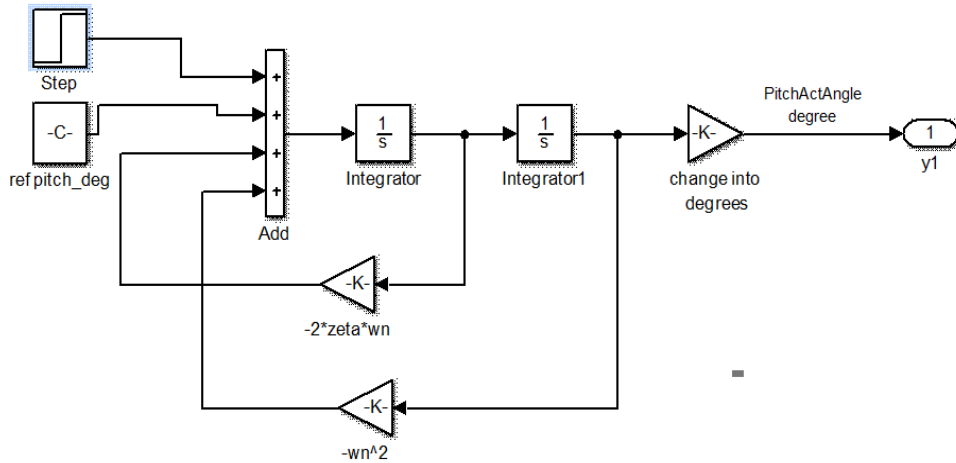 Step
-C-
ref pitch_deg
+
+
+
+
Add
1
s
Integrator
1
s
Integrator1
-K-
change into
degrees
PitchActAngle
degree
1
y1
-K-
-2*zeta*wn
-K-
-wn^2